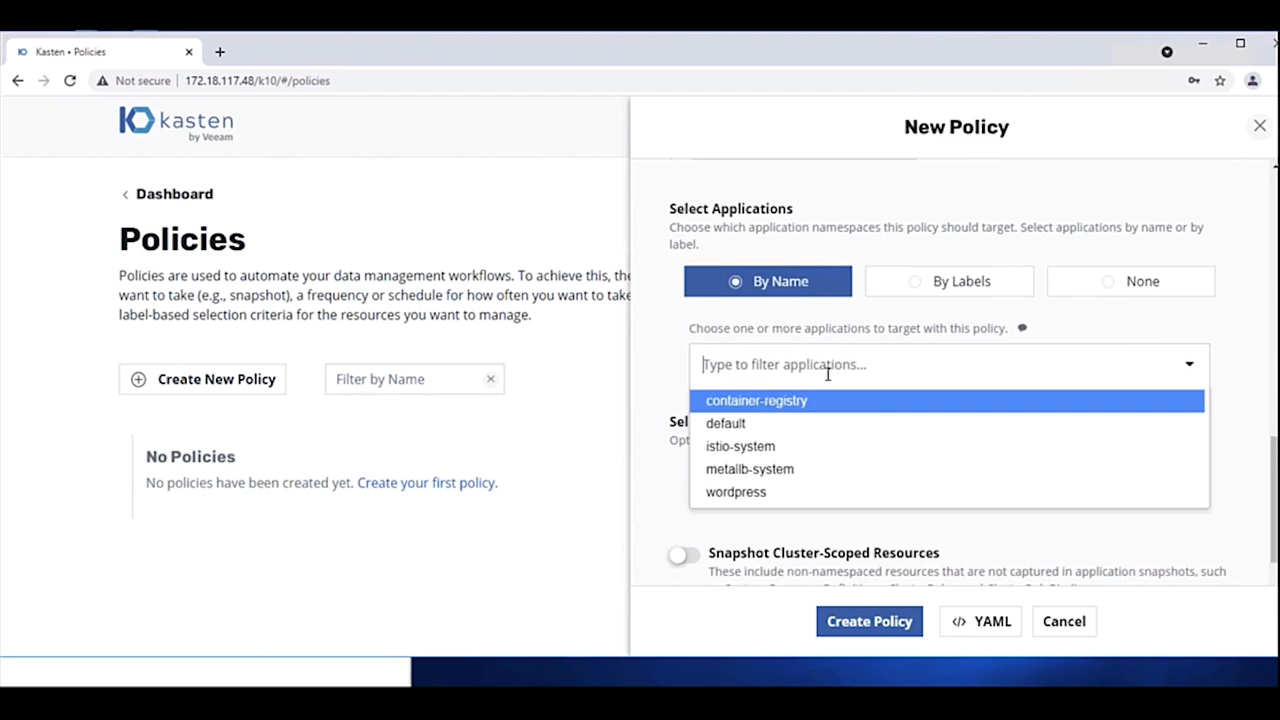 Kasten • Policies
Not secure
172.18.117.48/k10/#/policies
kasten
by Veeam
Dashboard
Policies
Policies are used to automate your data management workflows. To achieve this, the
want to take (e.g., snapshot), a frequency or schedule for how often you want to take
label-based selection criteria for the resources you want to manage.
Create New Policy
Filter by Name
No Policies
No policies have been created yet. Create your first policy.
New Policy
Select Applications
Choose which application namespaces this policy should target. Select applications by name or by
label.
By Name
By Labels
None
Choose one or more applications to target with this policy.
Type to filter applications...
container-registry
Sel
default
Opt
istio-system
metallb-system
wordpress
Snapshot Cluster-Scoped Resources
These include non-namespaced resources that are not captured in application snapshots, such
Create Policy
</> YAML
Cancel